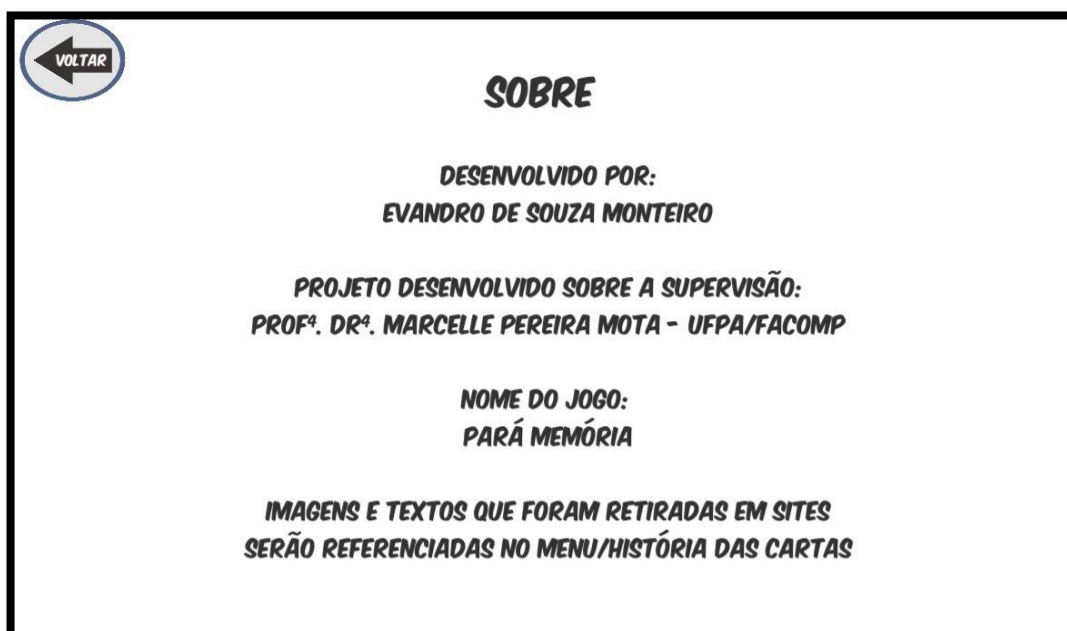 VOLTAR
SOBRE
DESENVOLVIDO POR:
EVANDRO DE SOUZA MONTEIRO
PROJETO DESENVOLVIDO SOBRE A SUPERVISÃO:
PROFª. DRª. MARCELLE PEREIRA MOTA - UFPA/FACOMP
NOME DO JOGO:
PARÁ MEMÓRIA
IMAGENS E TEXTOS QUE FORAM RETIRADAS EM SITES
SERÃO REFERENCIADAS NO MENU/HISTÓRIA DAS CARTAS